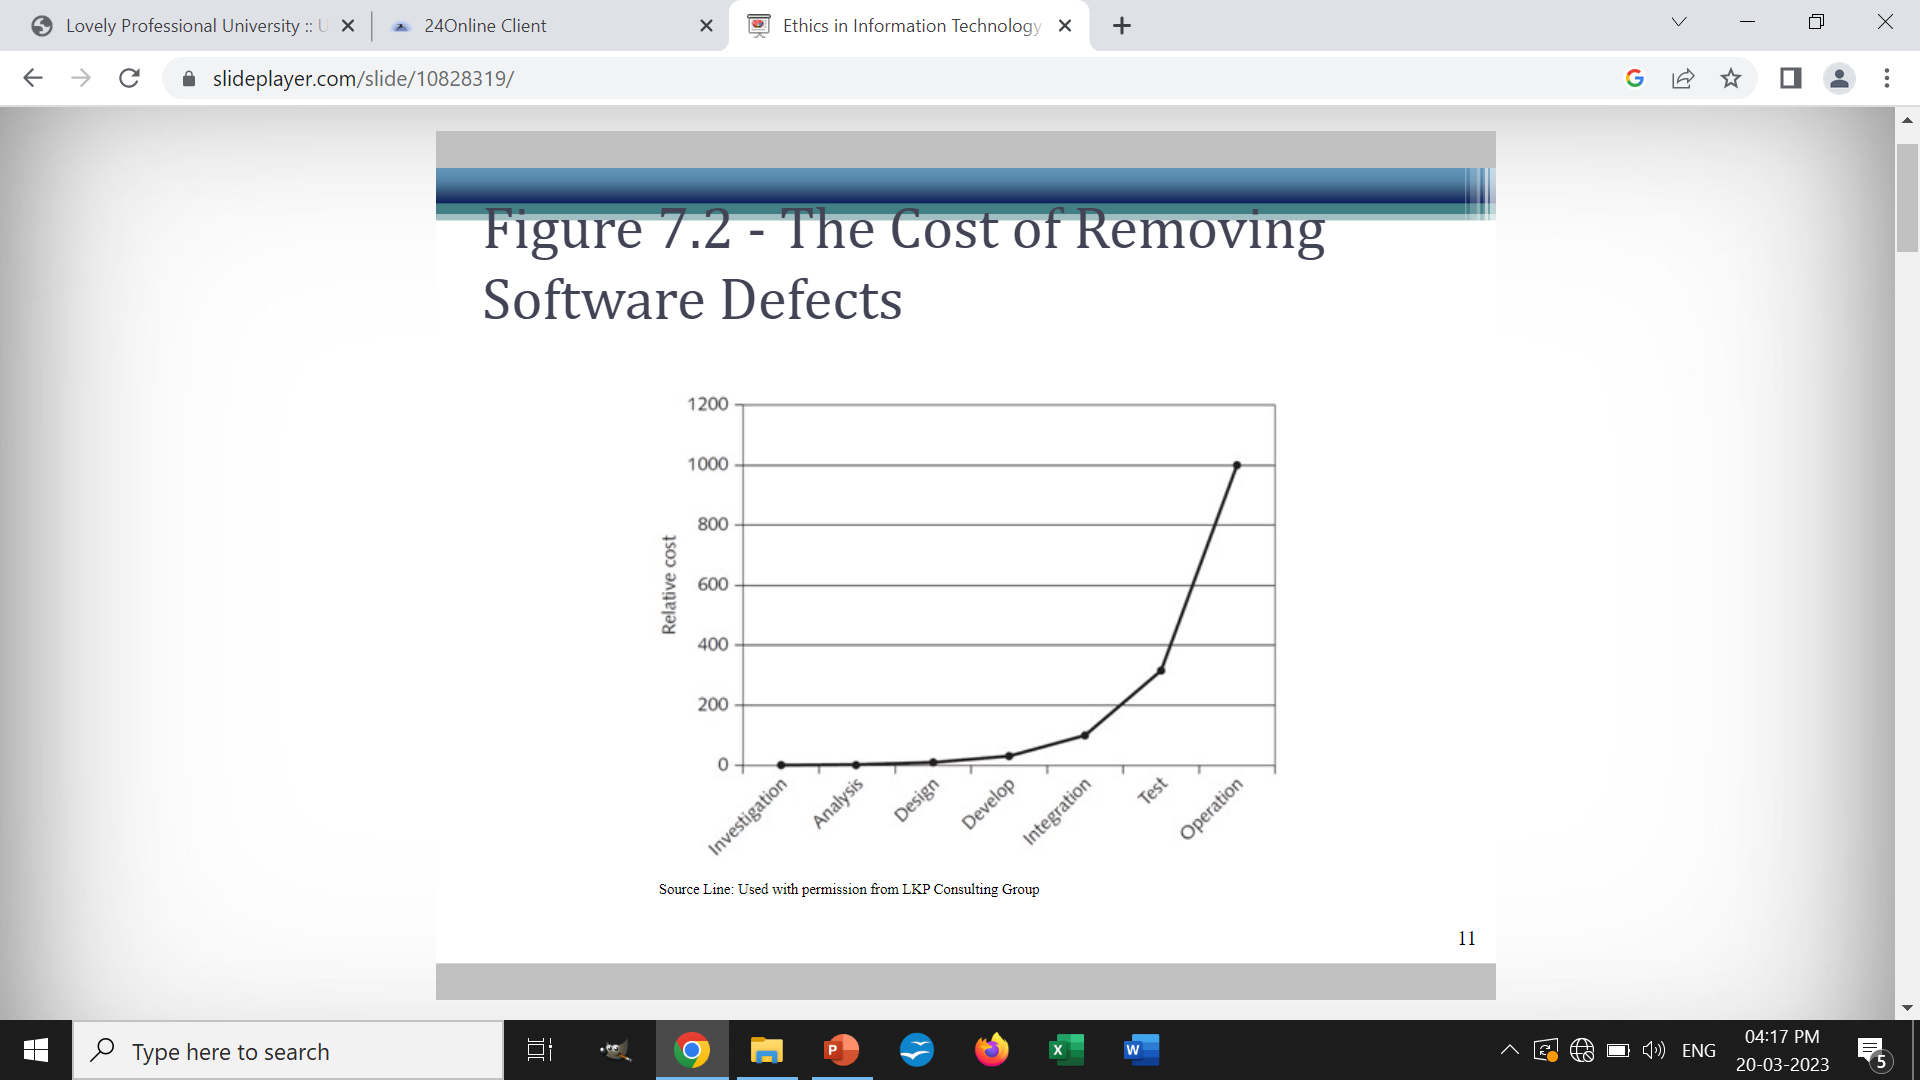 Lovely Professional University :: U
24Online Client
Ethics in Information Technology
slideplayer.com/slide/10828319/
Figure 7.2 - The Cost of Removing
Software Defects
1200
1000
800
600
400
200
0
Relative cost
Investigation
Analysis
Design
Develop
Integration
Test
Operation
Source Line: Used with permission from LKP Consulting Group
11
Type here to search
P
X
W
ENG
04:17 PM
20-03-2023
5